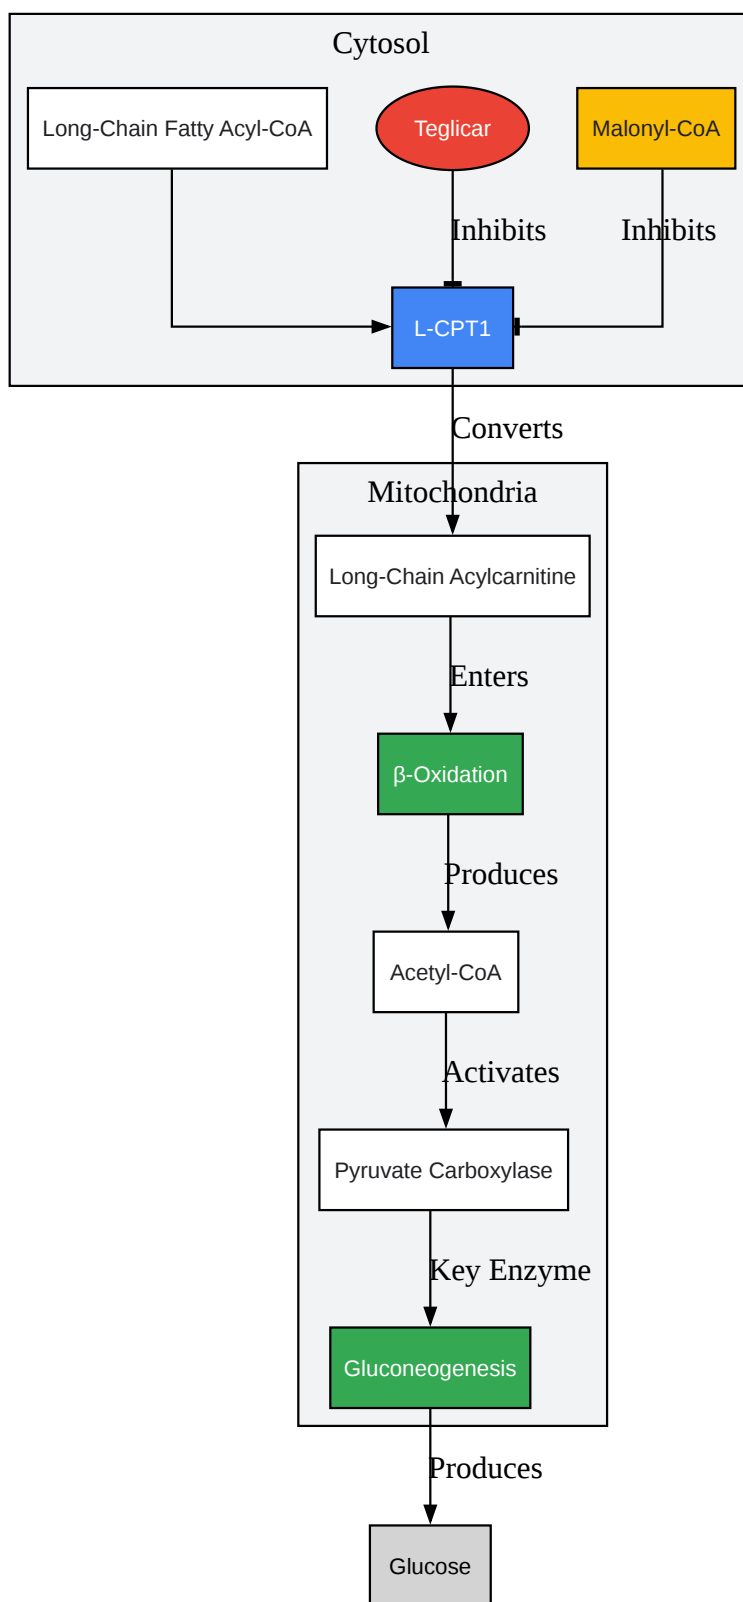 Cytosol
Long-Chain Fatty Acyl-CoA
Teglicar
Malonyl-CoA
Inhibits
Inhibits
L-CPT1
Converts
Mitochondria
Long-Chain Acylcarnitine
Enters
β-Oxidation
Produces
Acetyl-CoA
Activates
Pyruvate Carboxylase
Key Enzyme
Gluconeogenesis
Produces
Glucose